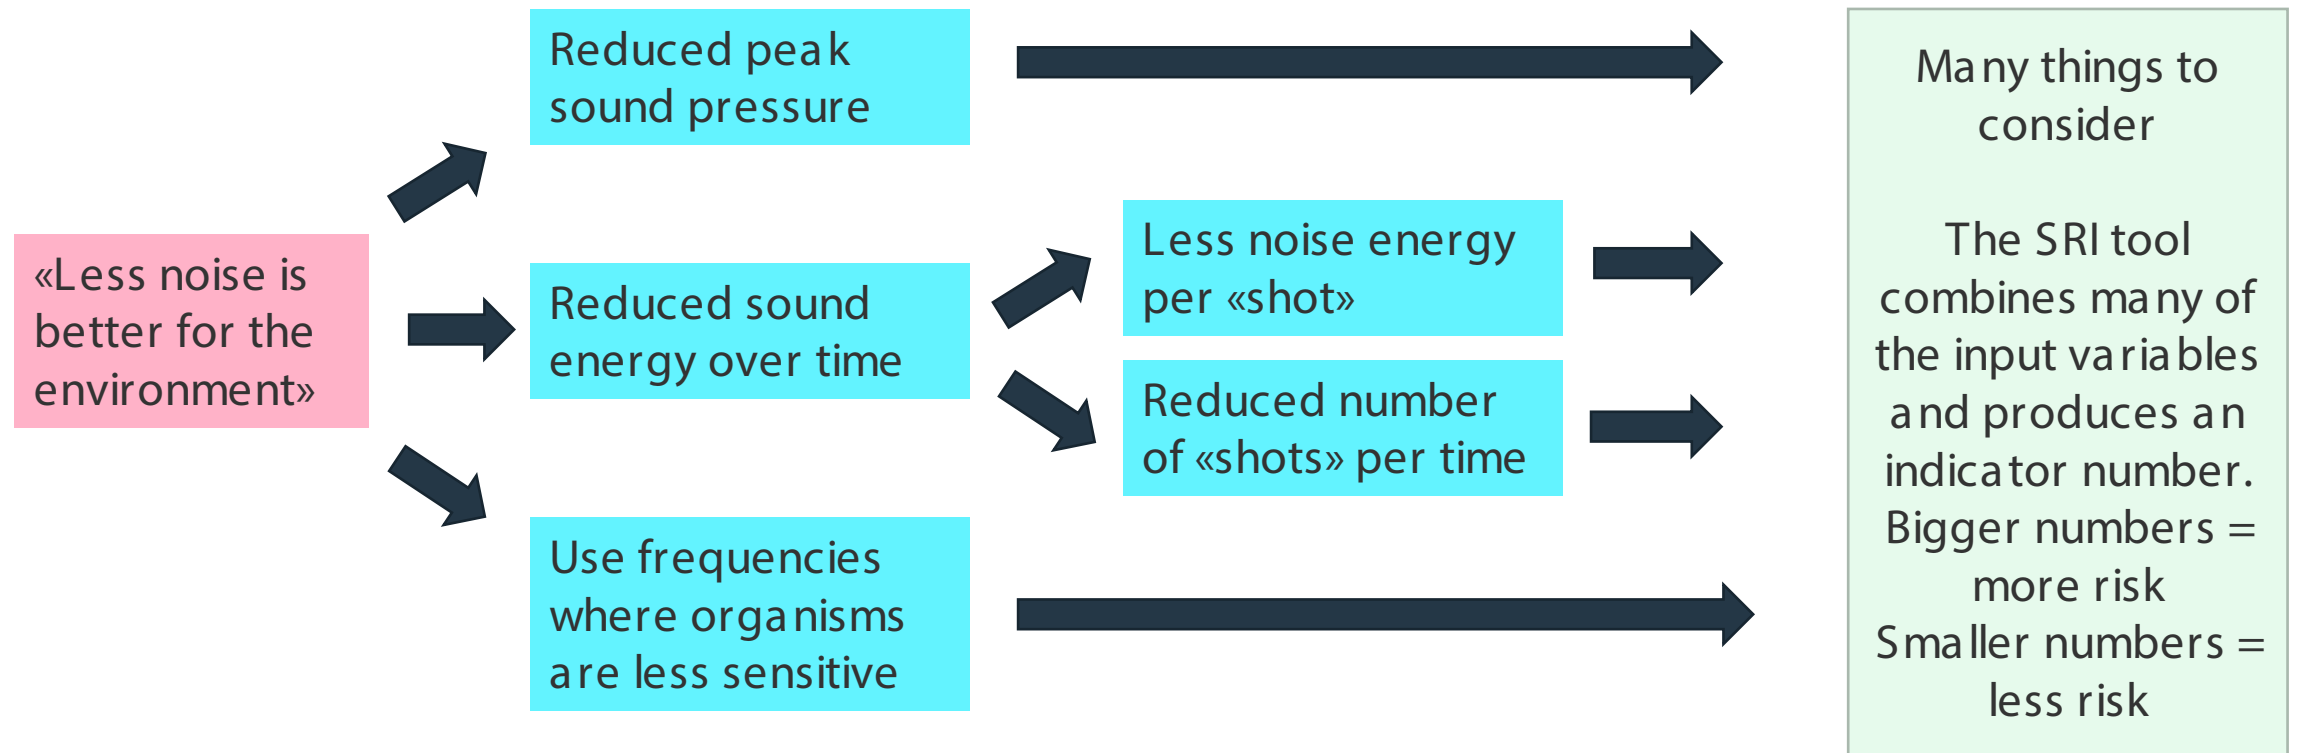 «Less noise is
better for the
environment»
Reduced peak
sound pressure
Reduced sound
energy over time
Use frequencies
where organisms
are less sensitive
Less noise energy
per «shot»
Reduced number
of «shots» per time
Many things to
consider
The SRI tool
combines many of
the input variables
and produces an
indicator number.
Bigger numbers =
more risk
Smaller numbers =
less risk